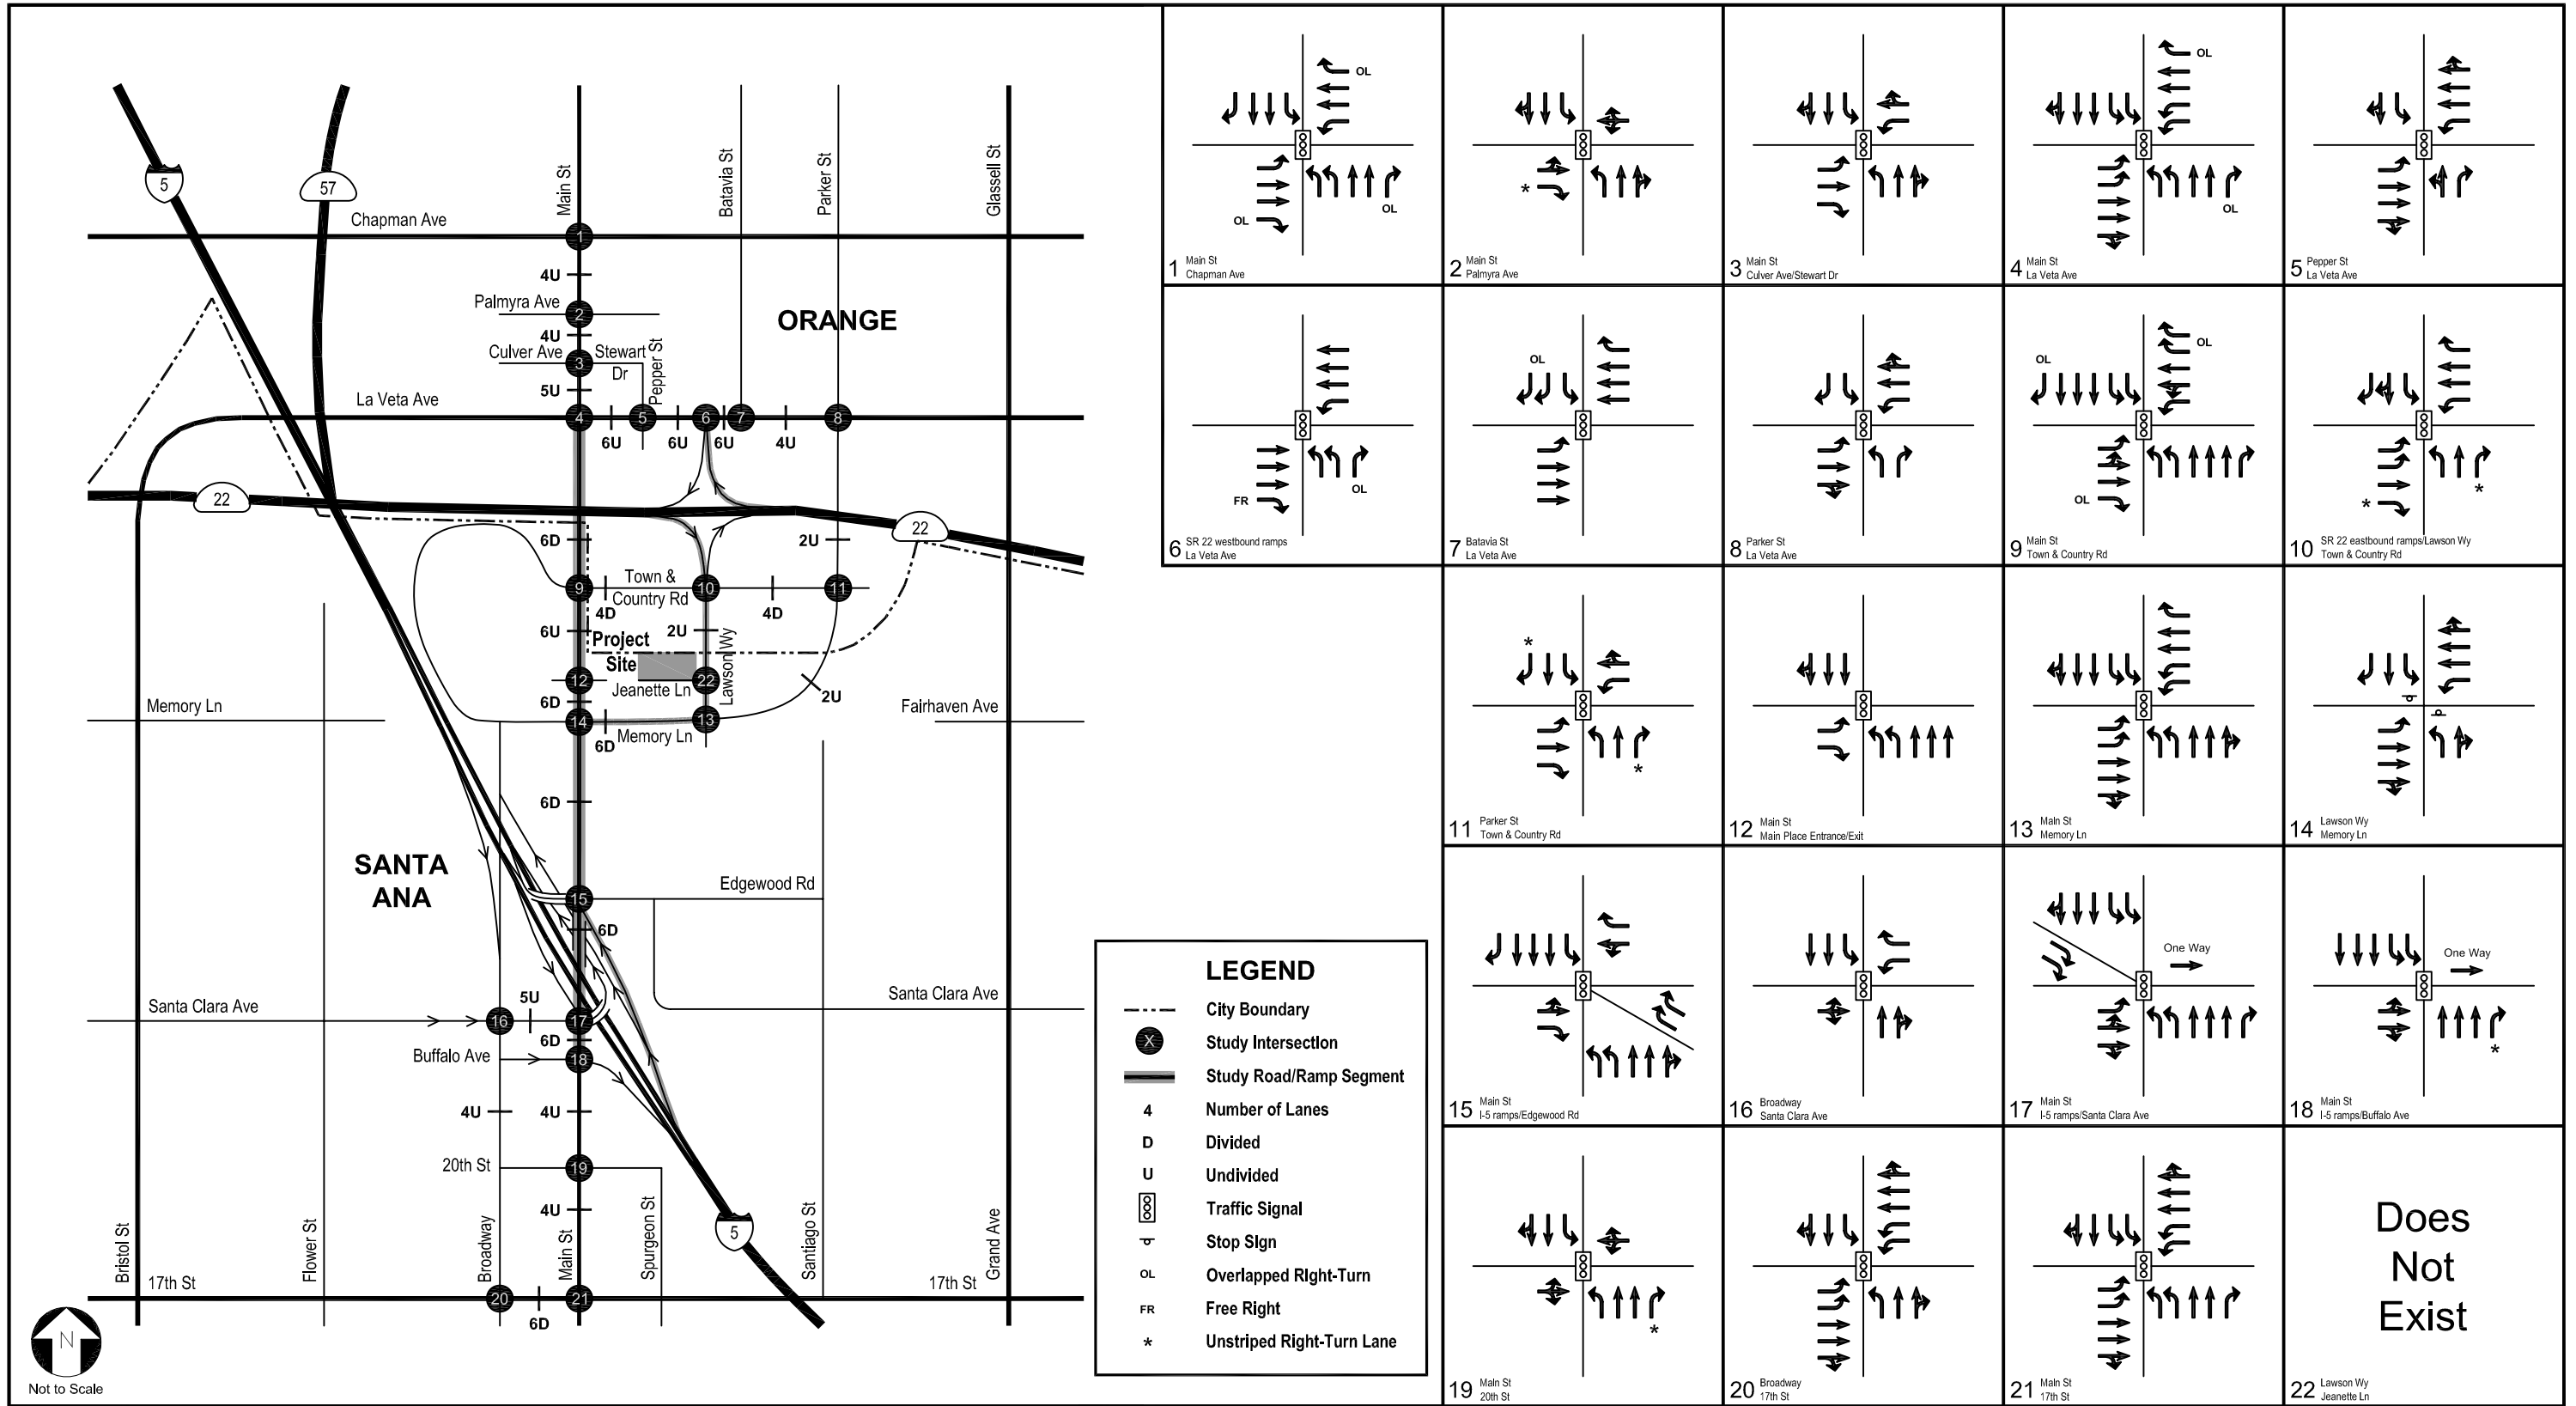 5
57
Main St
Batavia St
Parker St
Glassell St
Chapman Ave
1
4U
Palmyra Ave
2
ORANGE
4U
Culver Ave
3
Stewart
Dr
Pepper St
5U
La Veta Ave
4
5
6
7
8
6U
6U
6U
4U
22
22
6D
2U
9
Town &
Country Rd
10
11
4D
4D
6U
Project
Site
2U
Lawson Wy
12
Jeanette Ln
22
2U
6D
Memory Ln
14
13
Fairhaven Ave
6D
Memory Ln
6D
SANTA
ANA
Edgewood Rd
15
6D
Santa Clara Ave
5U
Santa Clara Ave
16
17
6D
Buffalo Ave
18
4U
4U
20th St
19
4U
5
Bristol St
Flower St
Broadway
Main St
Spurgeon St
Santiago St
Grand Ave
17th St
17th St
20
21
6D
N
Not to Scale
LEGEND
City Boundary
X
Study Intersection
Study Road/Ramp Segment
4
Number of Lanes
D
Divided
U
Undivided
Traffic Signal
Stop Sign
OL
Overlapped Right-Turn
FR
Free Right
*
Unstriped Right-Turn Lane
OL
OL
OL
1 Main St
Chapman Ave
*
2 Main St
Palmyra Ave
3 Main St
Culver Ave/Stewart Dr
OL
OL
4 Main St
La Veta Ave
5 Pepper St
La Veta Ave
FR
OL
6 SR 22 westbound ramps
La Veta Ave
OL
7 Batavia St
La Veta Ave
8 Parker St
La Veta Ave
OL
OL
OL
9 Main St
Town & Country Rd
*
*
10 SR 22 eastbound ramps/Lawson Wy
Town & Country Rd
*
*
11 Parker St
Town & Country Rd
12 Main St
Main Place Entrance/Exit
13 Main St
Memory Ln
14 Lawson Wy
Memory Ln
15 Main St
I-5 ramps/Edgewood Rd
16 Broadway
Santa Clara Ave
One Way
17 Main St
I-5 ramps/Santa Clara Ave
One Way
*
18 Main St
I-5 ramps/Buffalo Ave
*
19 Main St
20th St
20 Broadway
17th St
21 Main St
17th St
Does
Not
Exist
22 Lawson Wy
Jeanette Ln